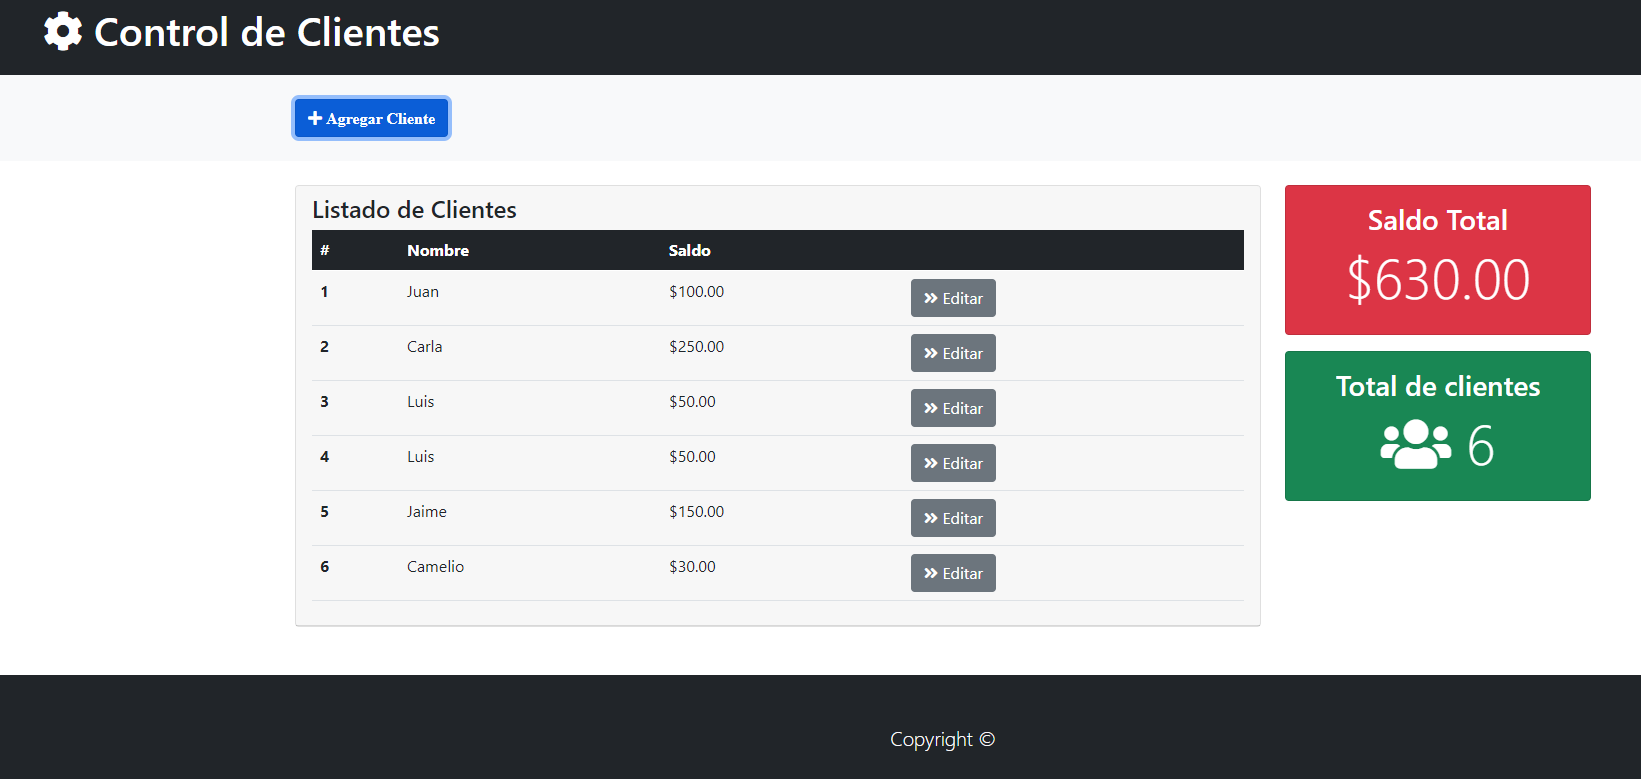 Control de Clientes
Agregar Cliente
Listado de Clientes
# Nombre Saldo
1 Juan $100.00 Editar
2 Carla $250.00 Editar
3 Luis $50.00 Editar
4 Luis $50.00 Editar
5 Jaime $150.00 Editar
6 Camelio $30.00 Editar
Saldo Total
$630.00
Total de clientes
6
Copyright ©